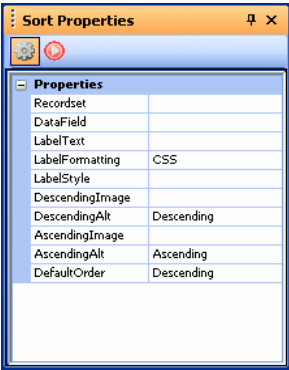 Sort Properties
Properties
Recordset
DataField
LabelText
LabelFormatting CSS
LabelStyle
DescendingImage
DescendingAlt Descending
AscendingImage
AscendingAlt Ascending
DefaultOrder Descending